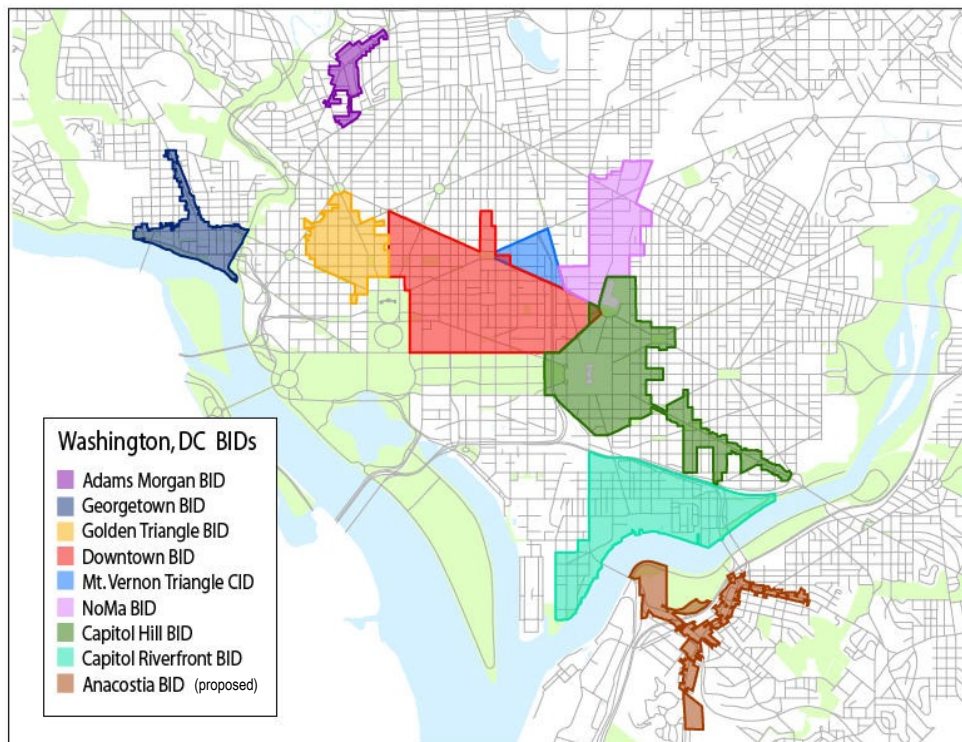 Washington, DC BIDs
Adams Morgan BID
Georgetown BID
Golden Triangle BID
Downtown BID
Mt. Vernon Triangle CID
NoMa BID
Capitol Hill BID
Capitol Riverfront BID
Anacostia BID (proposed)